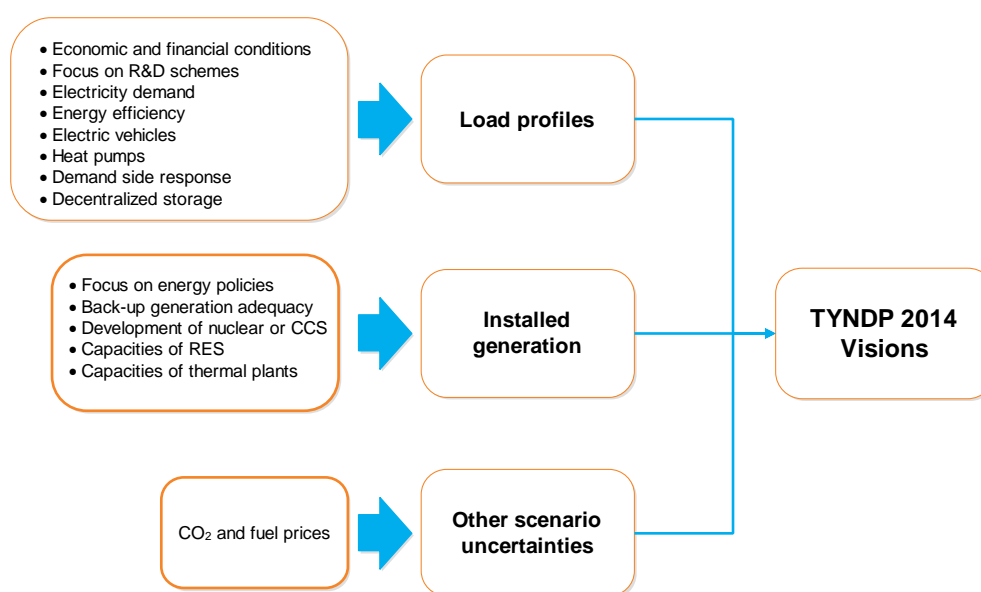 • Economic and financial conditions
• Focus on R&D schemes
• Electricity demand
• Energy efficiency
• Electric vehicles
• Heat pumps
• Demand side response
• Decentralized storage
Load profiles
• Focus on energy policies
• Back-up generation adequacy
• Development of nuclear or CCS
• Capacities of RES
• Capacities of thermal plants
Installed
generation
TYNDP 2014
Visions
CO₂ and fuel prices
Other scenario
uncertainties